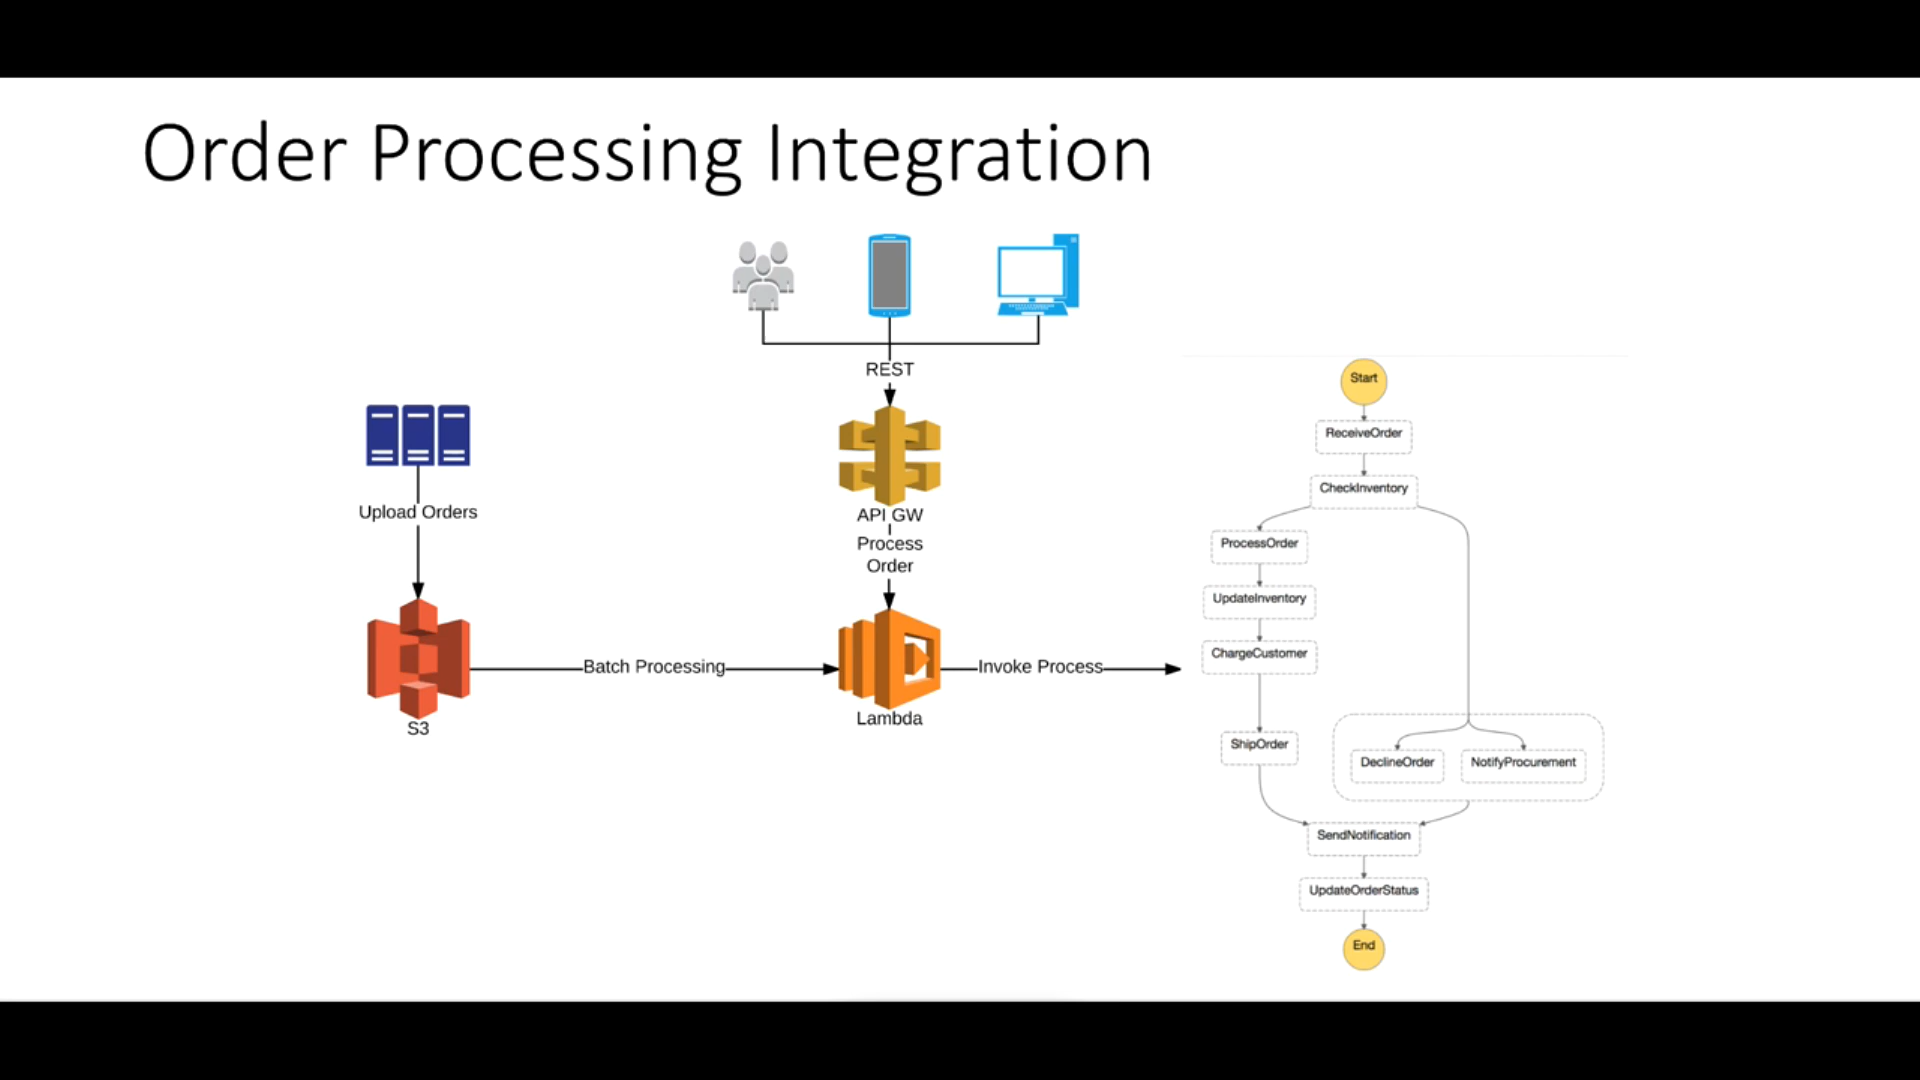 Order Processing Integration
REST
Upload Orders
API GW
Process
Order
S3
Batch Processing
Lambda
Invoke Process
Start
ReceiveOrder
CheckInventory
ProcessOrder
UpdateInventory
ChargeCustomer
ShipOrder
DeclineOrder
NotifyProcurement
SendNotification
UpdateOrderStatus
End